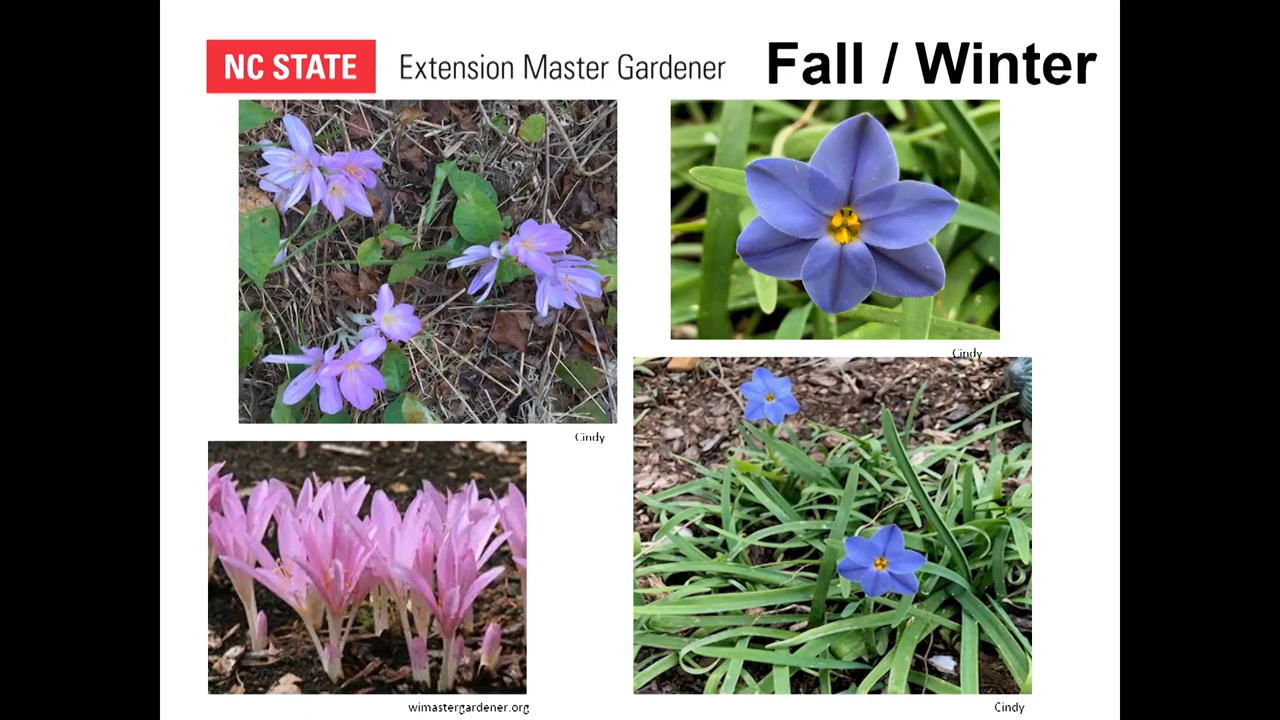 NC STATE Extension Master Gardener Fall / Winter
Cindy
Cindy
wimastergardener.org
Cindy